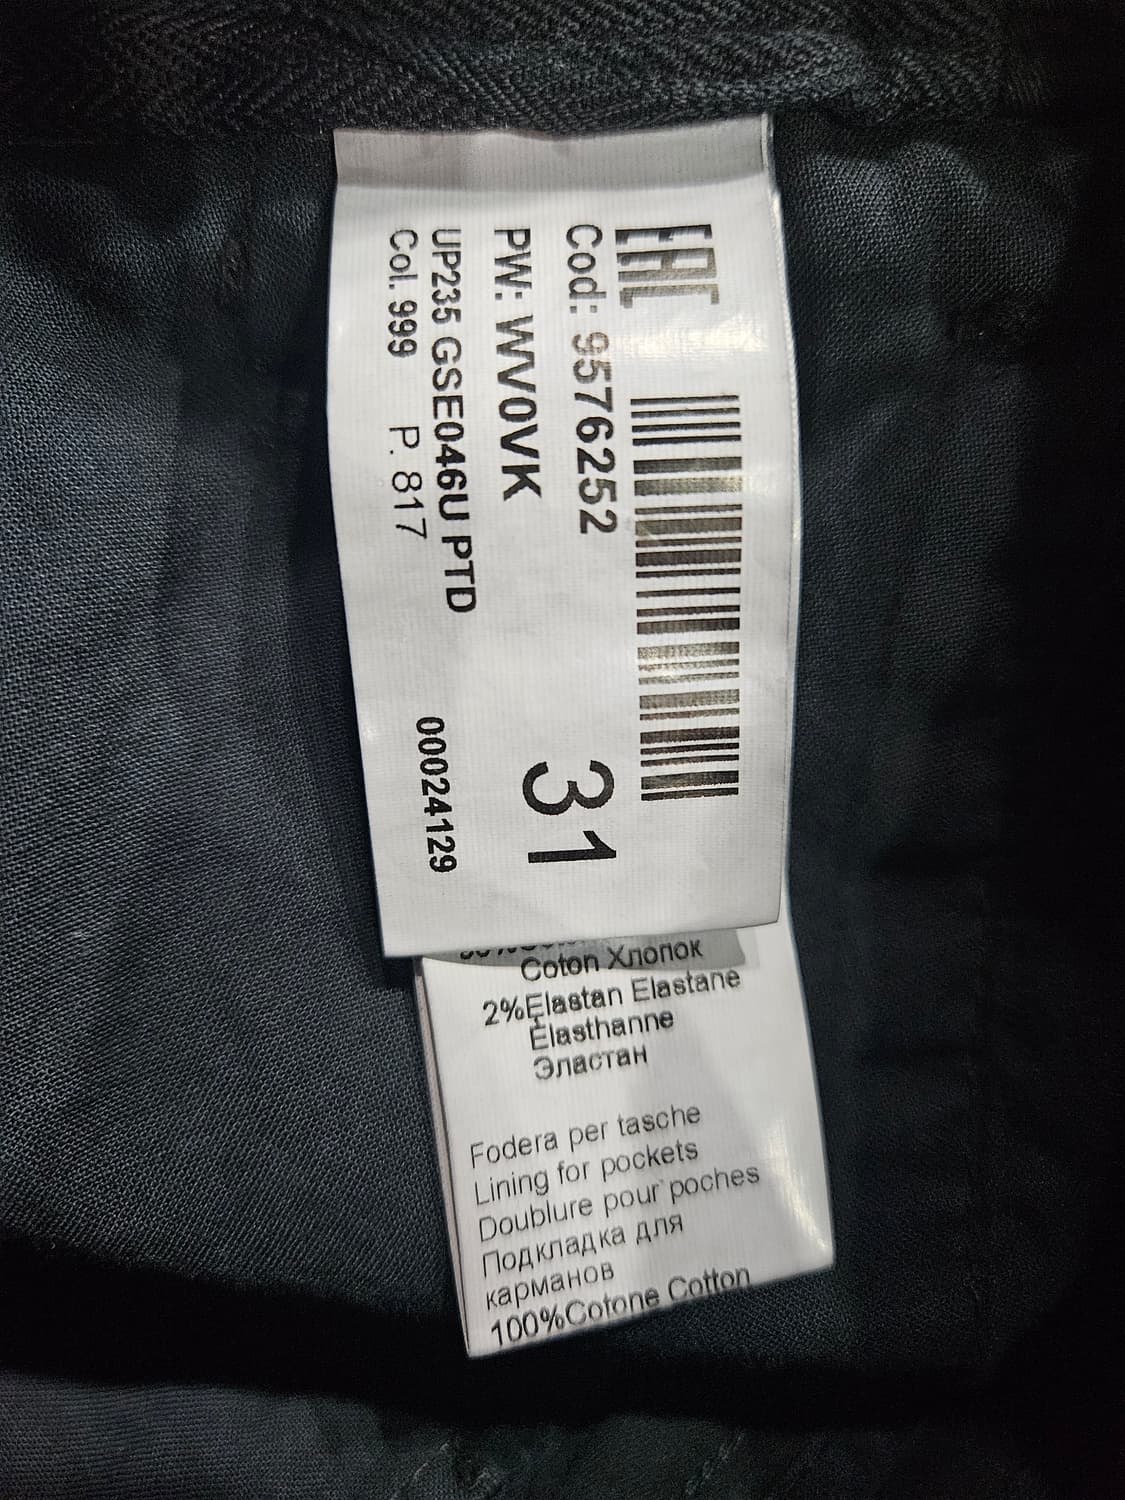 EAC
Cod: 9576252
PW: WV0VK
31
UP235 GSE046U PTD
Col. 999 P. 817
00024129
Coton Хлопок
2%Elastan Elastane
Élasthanne
Эластан
Fodera per tasche
Lining for pockets
Doublure pour poches
Подкладка для
карманов
100%Cotone Cotton